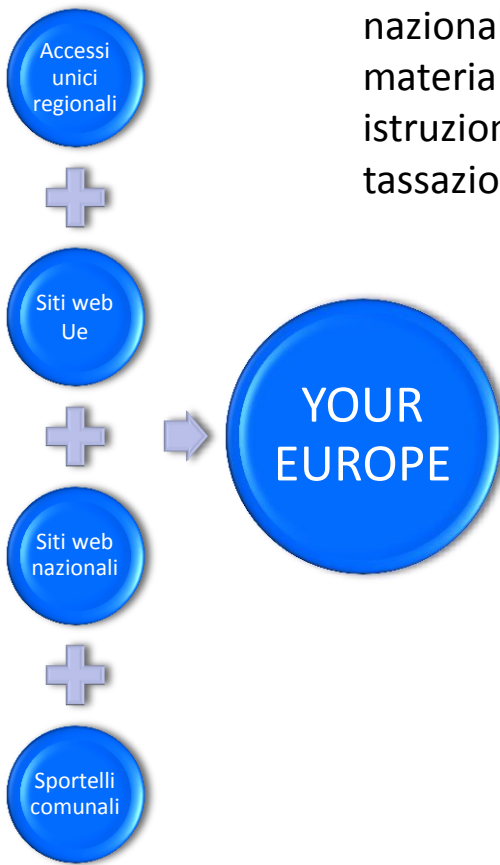 naziona
materia
istruzion
tassazio
Accessi
unici
regionali
Siti web
Ue
YOUR
EUROPE
Siti web
nazionali
Sportelli
comunali